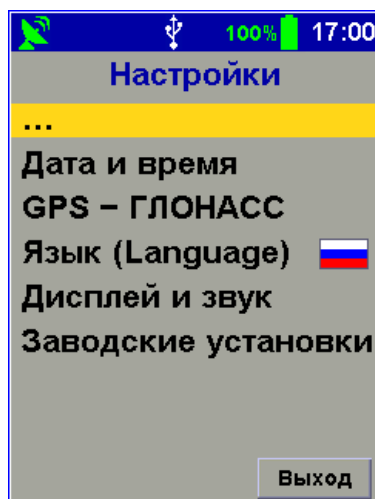 100% 17:00
Настройки
...
Дата и время
GPS – ГЛОНАСС
Язык (Language)
Дисплей и звук
Заводские установки
Выход